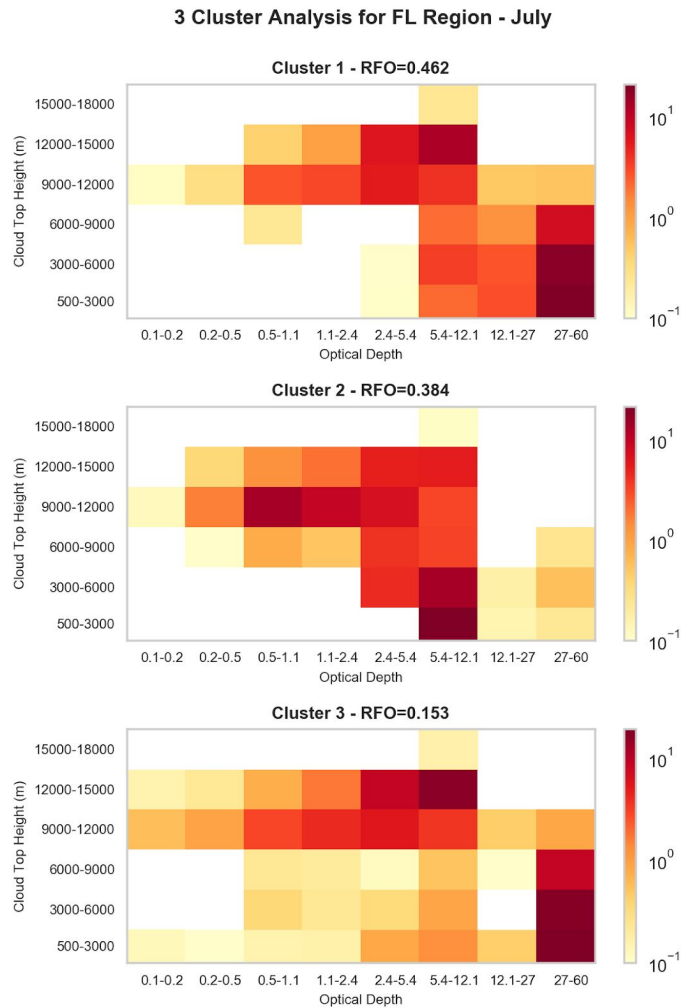 3 Cluster Analysis for FL Region - July
Cluster 1 - RFO=0.462
Cloud Top Height (m)
15000-18000
12000-15000
9000-12000
6000-9000
3000-6000
500-3000
0.1-0.2 0.2-0.5 0.5-1.1 1.1-2.4 2.4-5.4 5.4-12.1 12.1-27 27-60
Optical Depth
10^1
10^0
10^-1
Cluster 2 - RFO=0.384
Cloud Top Height (m)
15000-18000
12000-15000
9000-12000
6000-9000
3000-6000
500-3000
0.1-0.2 0.2-0.5 0.5-1.1 1.1-2.4 2.4-5.4 5.4-12.1 12.1-27 27-60
Optical Depth
10^1
10^0
10^-1
Cluster 3 - RFO=0.153
Cloud Top Height (m)
15000-18000
12000-15000
9000-12000
6000-9000
3000-6000
500-3000
0.1-0.2 0.2-0.5 0.5-1.1 1.1-2.4 2.4-5.4 5.4-12.1 12.1-27 27-60
Optical Depth
10^1
10^0
10^-1